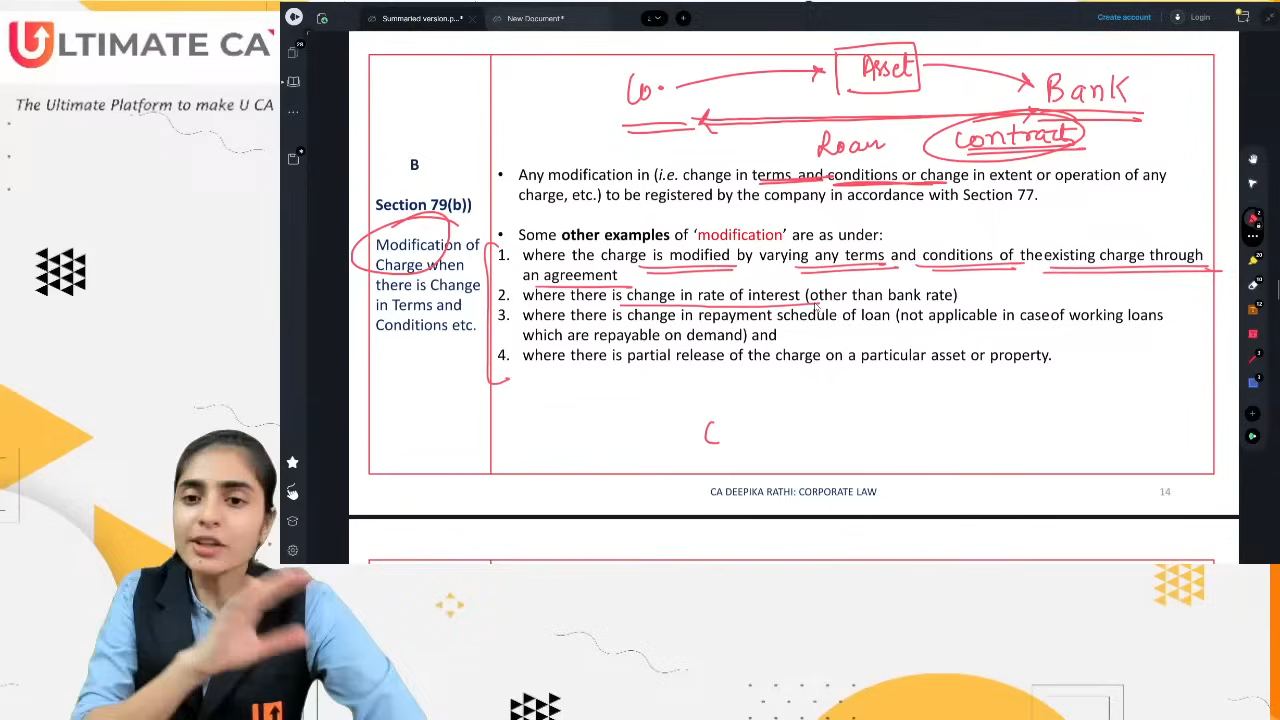 ULTIMATE CA
The Ultimate Platform to make U CA
Summaried version.p...*
New Document*
1
Create account
Login
Co.
Asset
Bank
Loan
contract
B
Section 79(b))
Modification of
Charge when
there is Change
in Terms and
Conditions etc.
• Any modification in (i.e. change in terms and conditions or change in extent or operation of any
charge, etc.) to be registered by the company in accordance with Section 77.
• Some other examples of ‘modification’ are as under:
1. where the charge is modified by varying any terms and conditions of the existing charge through
an agreement
2. where there is change in rate of interest (other than bank rate)
3. where there is change in repayment schedule of loan (not applicable in case of working loans
which are repayable on demand) and
4. where there is partial release of the charge on a particular asset or property.
C
CA DEEPIKA RATHI: CORPORATE LAW
14